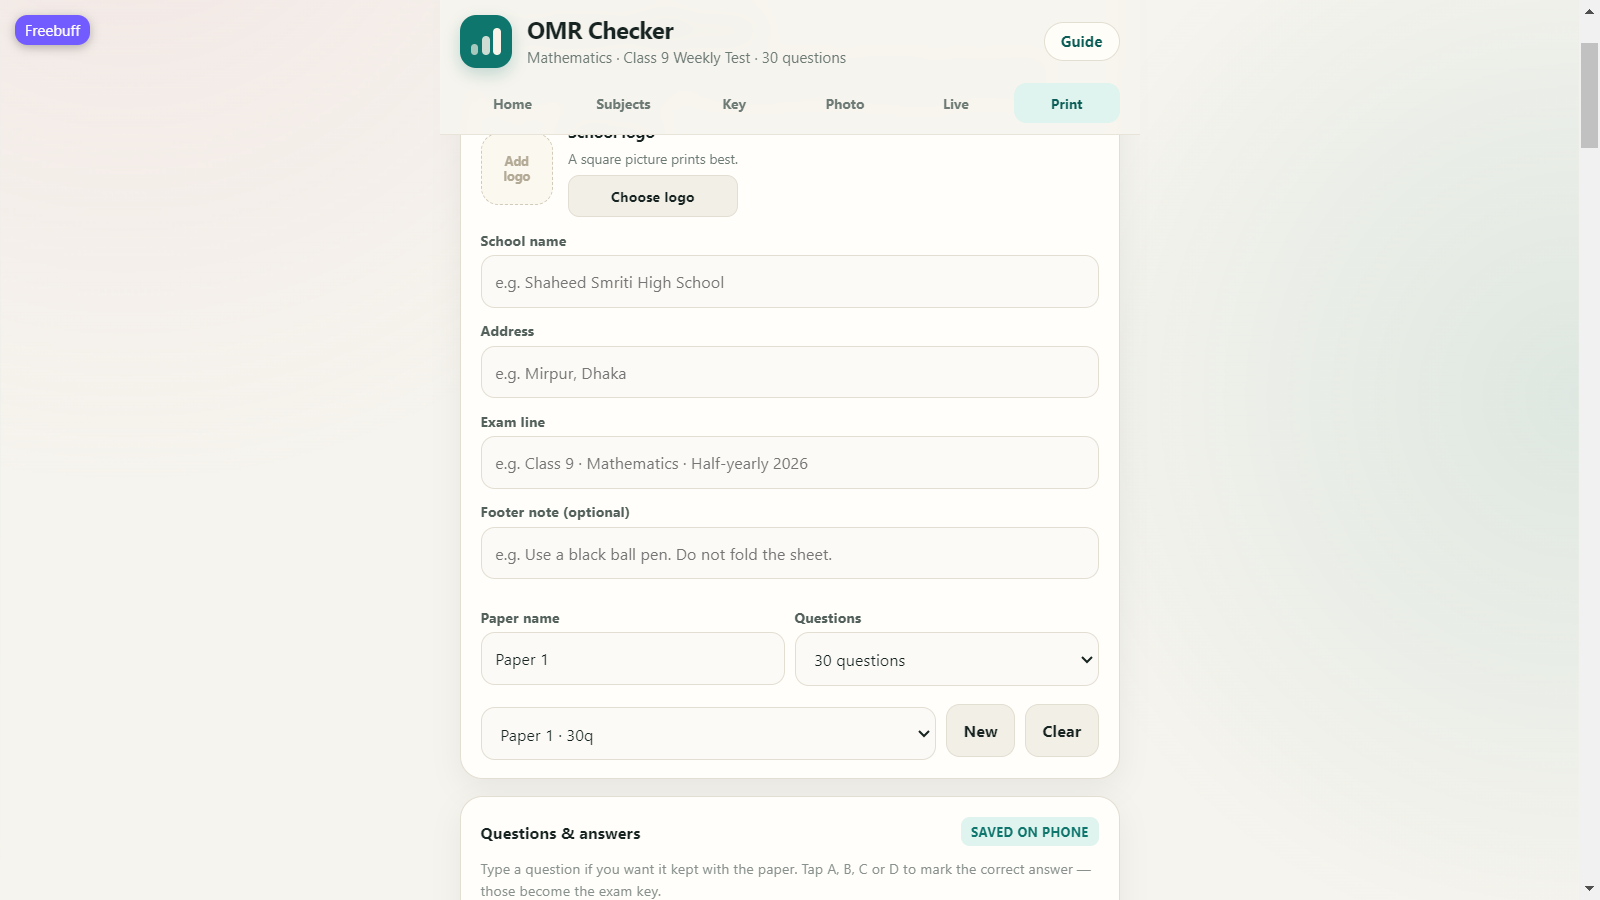 Freebuff
OMR Checker
Mathematics · Class 9 Weekly Test · 30 questions
Guide
Home
Subjects
Key
Photo
Live
Print
School logo
Add
logo
A square picture prints best.
Choose logo
School name
e.g. Shaheed Smriti High School
Address
e.g. Mirpur, Dhaka
Exam line
e.g. Class 9 · Mathematics · Half-yearly 2026
Footer note (optional)
e.g. Use a black ball pen. Do not fold the sheet.
Paper name
Questions
Paper 1
30 questions
Paper 1 · 30q
New
Clear
Questions & answers
SAVED ON PHONE
Type a question if you want it kept with the paper. Tap A, B, C or D to mark the correct answer —
those become the exam key.